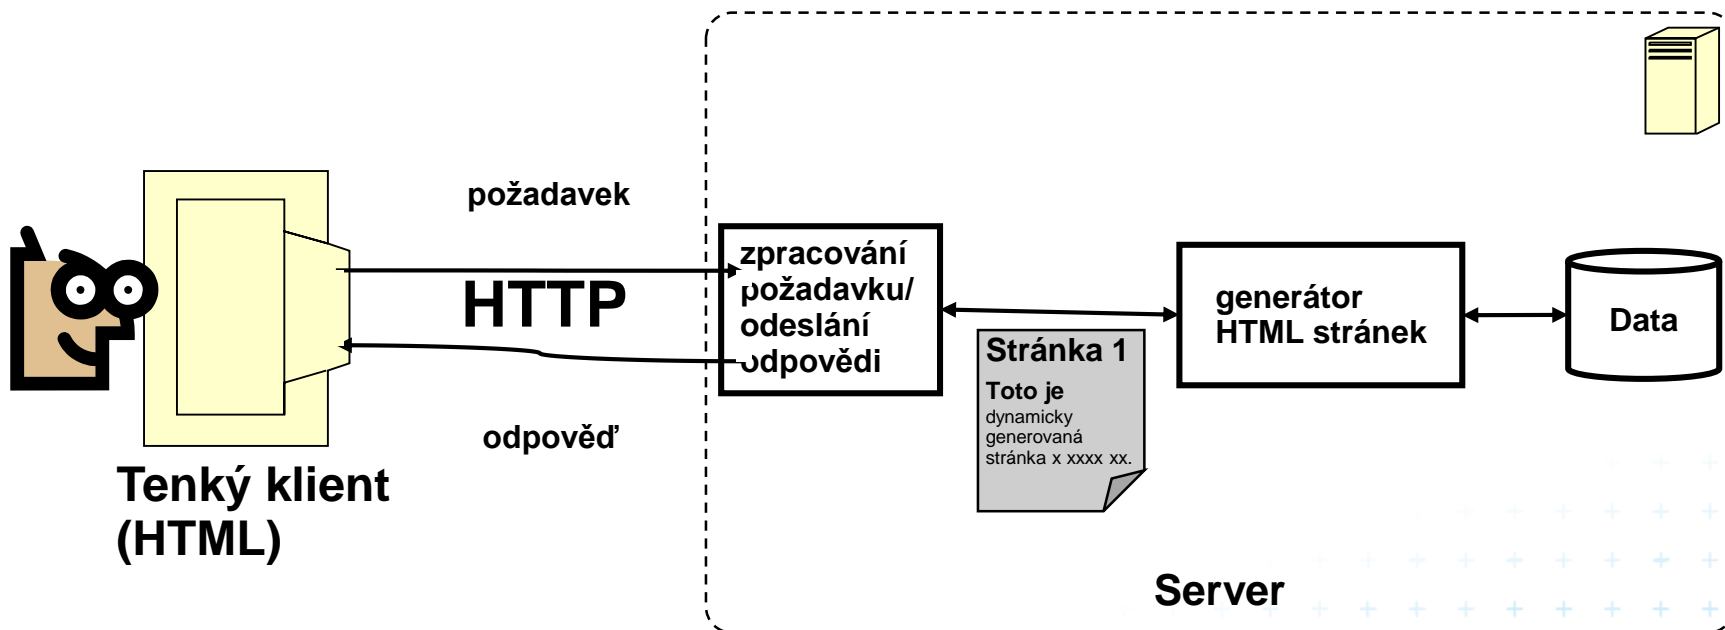 požadavek
HTTP
odpověď
Tenký klient
(HTML)
zpracování
požadavku/
odeslání
odpovědi
Stránka 1
Toto je
dynamicky
generovaná
stránka x xxxx xx.
generátor
HTML stránek
Data
Server